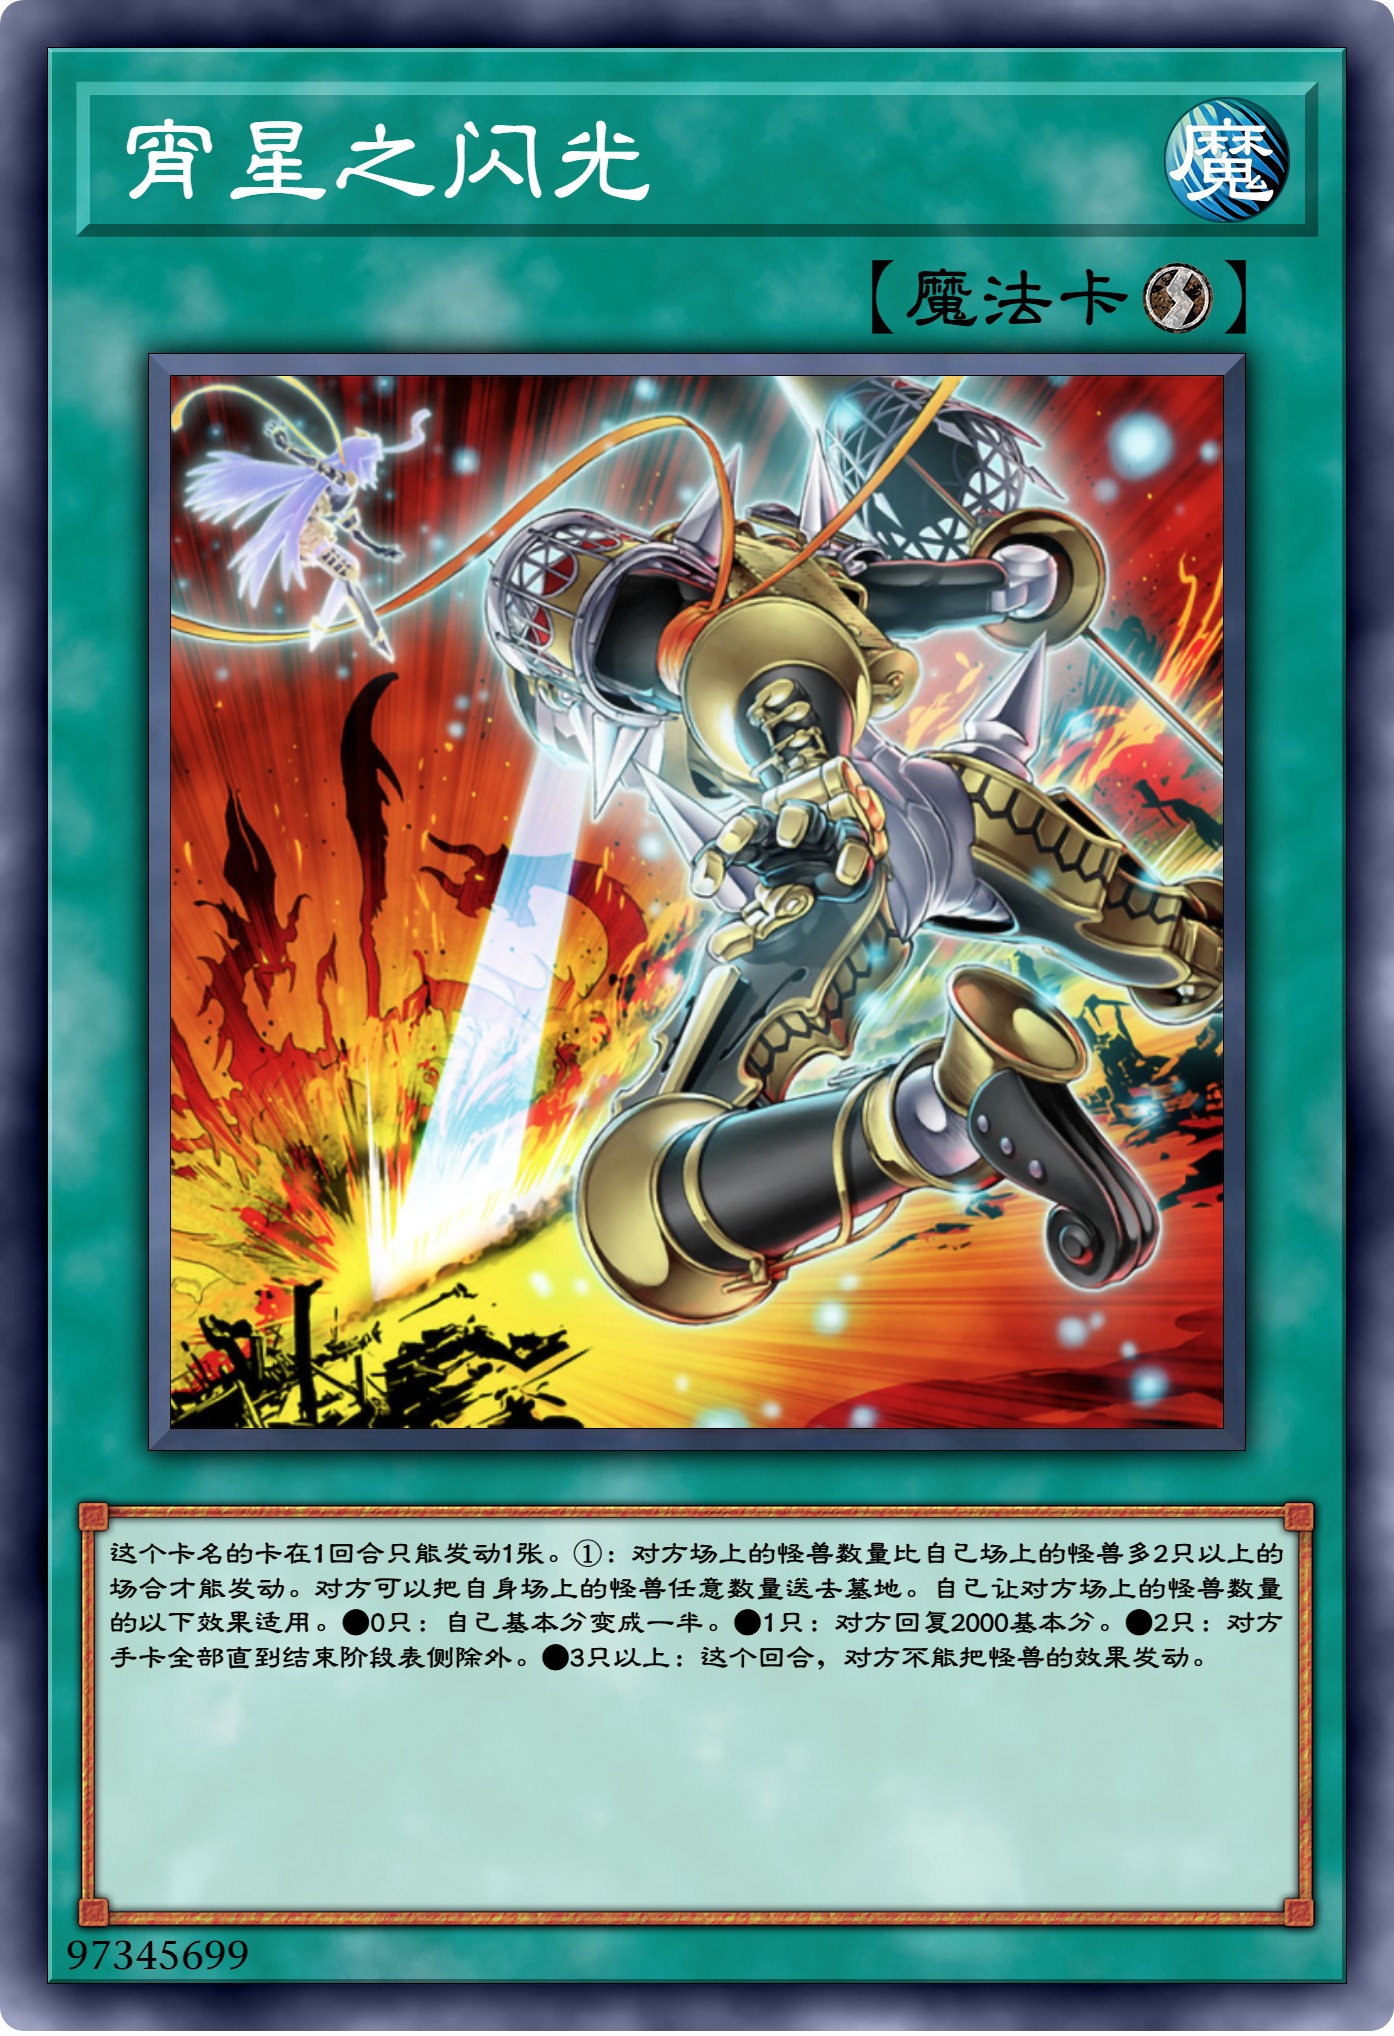 宵星之闪光
魔
【魔法卡】
这个卡名的卡在1回合只能发动1张。①：对方场上的怪兽数量比自己场上的怪兽多2只以上的
场合才能发动。对方可以把自身场上的怪兽任意数量送去墓地。自己让对方场上的怪兽数量
的以下效果适用。●0只：自己基本分变成一半。●1只：对方回复2000基本分。●2只：对方
手卡全部直到结束阶段表侧除外。●3只以上：这个回合，对方不能把怪兽的效果发动。
97345699